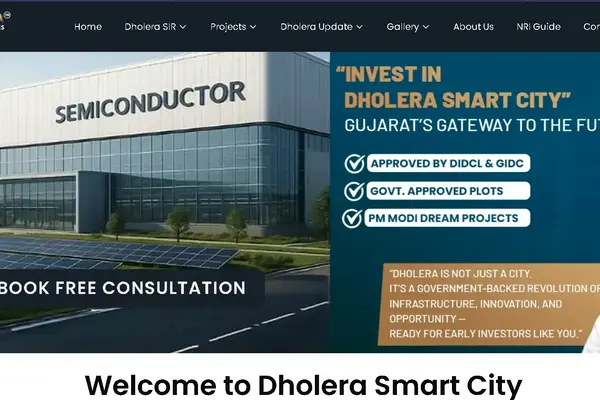 Home Dholera SIR Projects Dholera Update Gallery About Us NRI Guide
SEMICONDUCTOR
BOOK FREE CONSULTATION
“INVEST IN
DHOLERA SMART CITY”
GUJARAT’S GATEWAY TO THE
APPROVED BY DIDCL & GIDC
GOVT. APPROVED PLOTS
PM MODI DREAM PROJECTS
“DHOLERA IS NOT JUST A CITY.
IT’S A GOVERNMENT-BACKED REVOLUTION OF
INFRASTRUCTURE, INNOVATION, AND
OPPORTUNITY —
READY FOR EARLY INVESTORS LIKE YOU.”
Welcome to Dholera Smart City